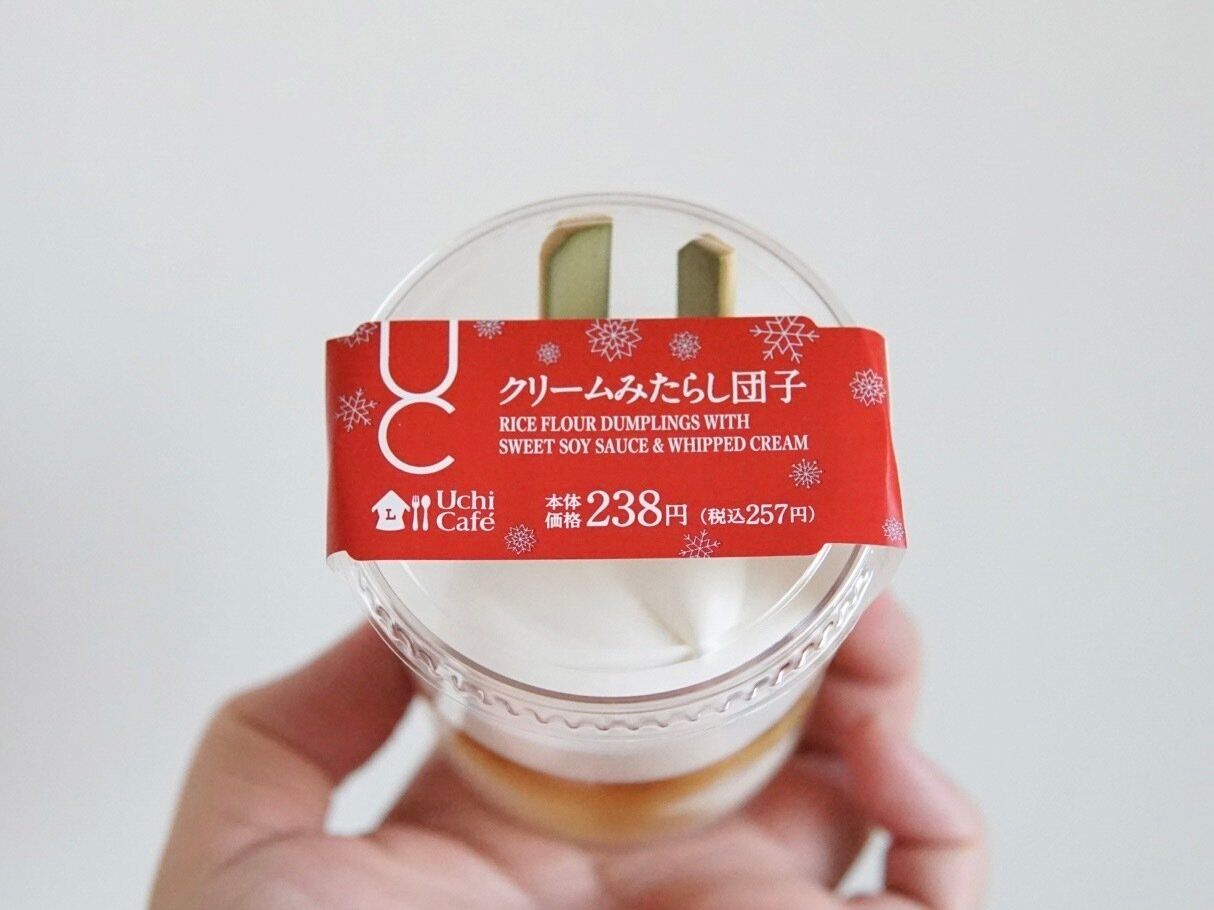 UC
クリームみたらし団子
RICE FLOUR DUMPLINGS WITH
SWEET SOY SAUCE & WHIPPED CREAM
L
Uchi
Café
本体
価格 238円 (税込257円)